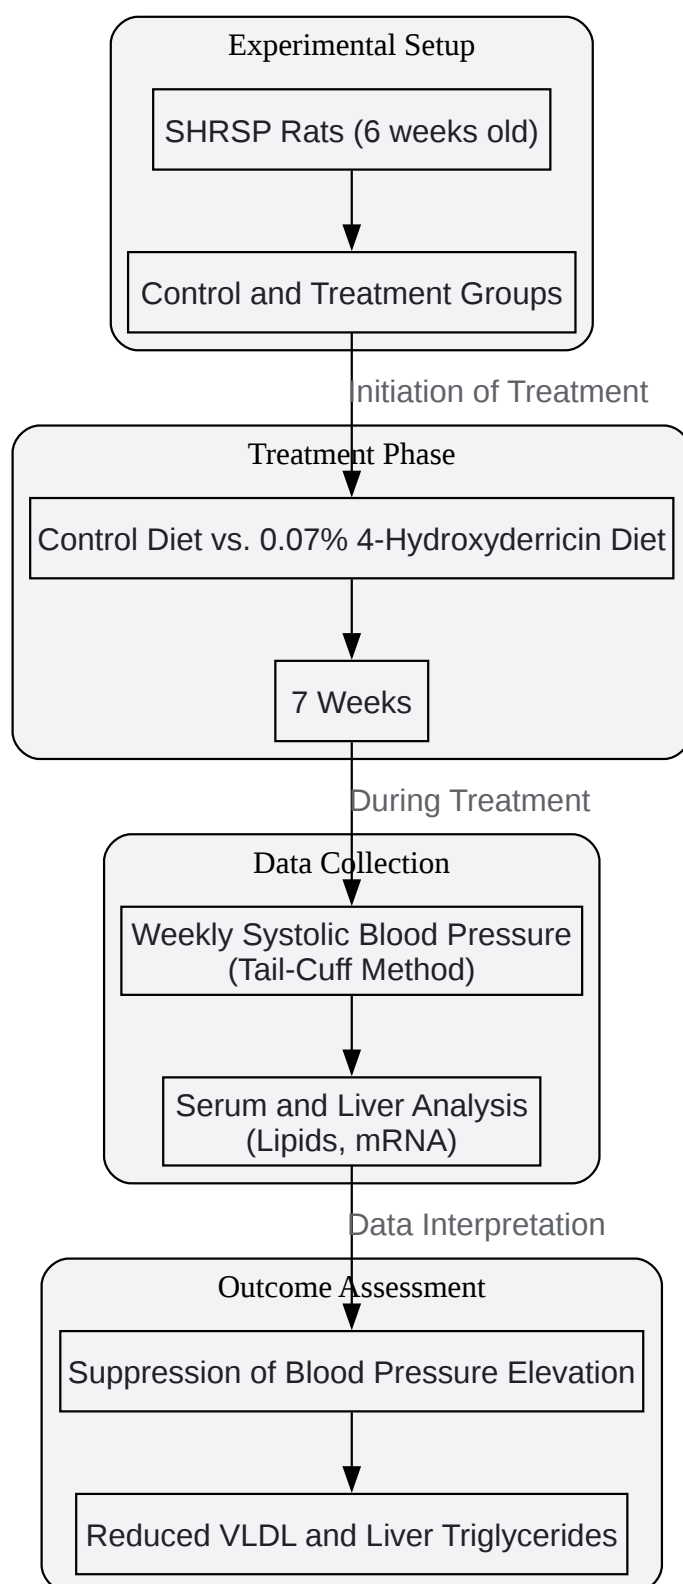 Experimental Setup
SHRSP Rats (6 weeks old)
Control and Treatment Groups
Initiation of Treatment
Treatment Phase
Control Diet vs. 0.07% 4-Hydroxyderricin Diet
7 Weeks
During Treatment
Data Collection
Weekly Systolic Blood Pressure
(Tail-Cuff Method)
Serum and Liver Analysis
(Lipids, mRNA)
Data Interpretation
Outcome Assessment
Suppression of Blood Pressure Elevation
Reduced VLDL and Liver Triglycerides